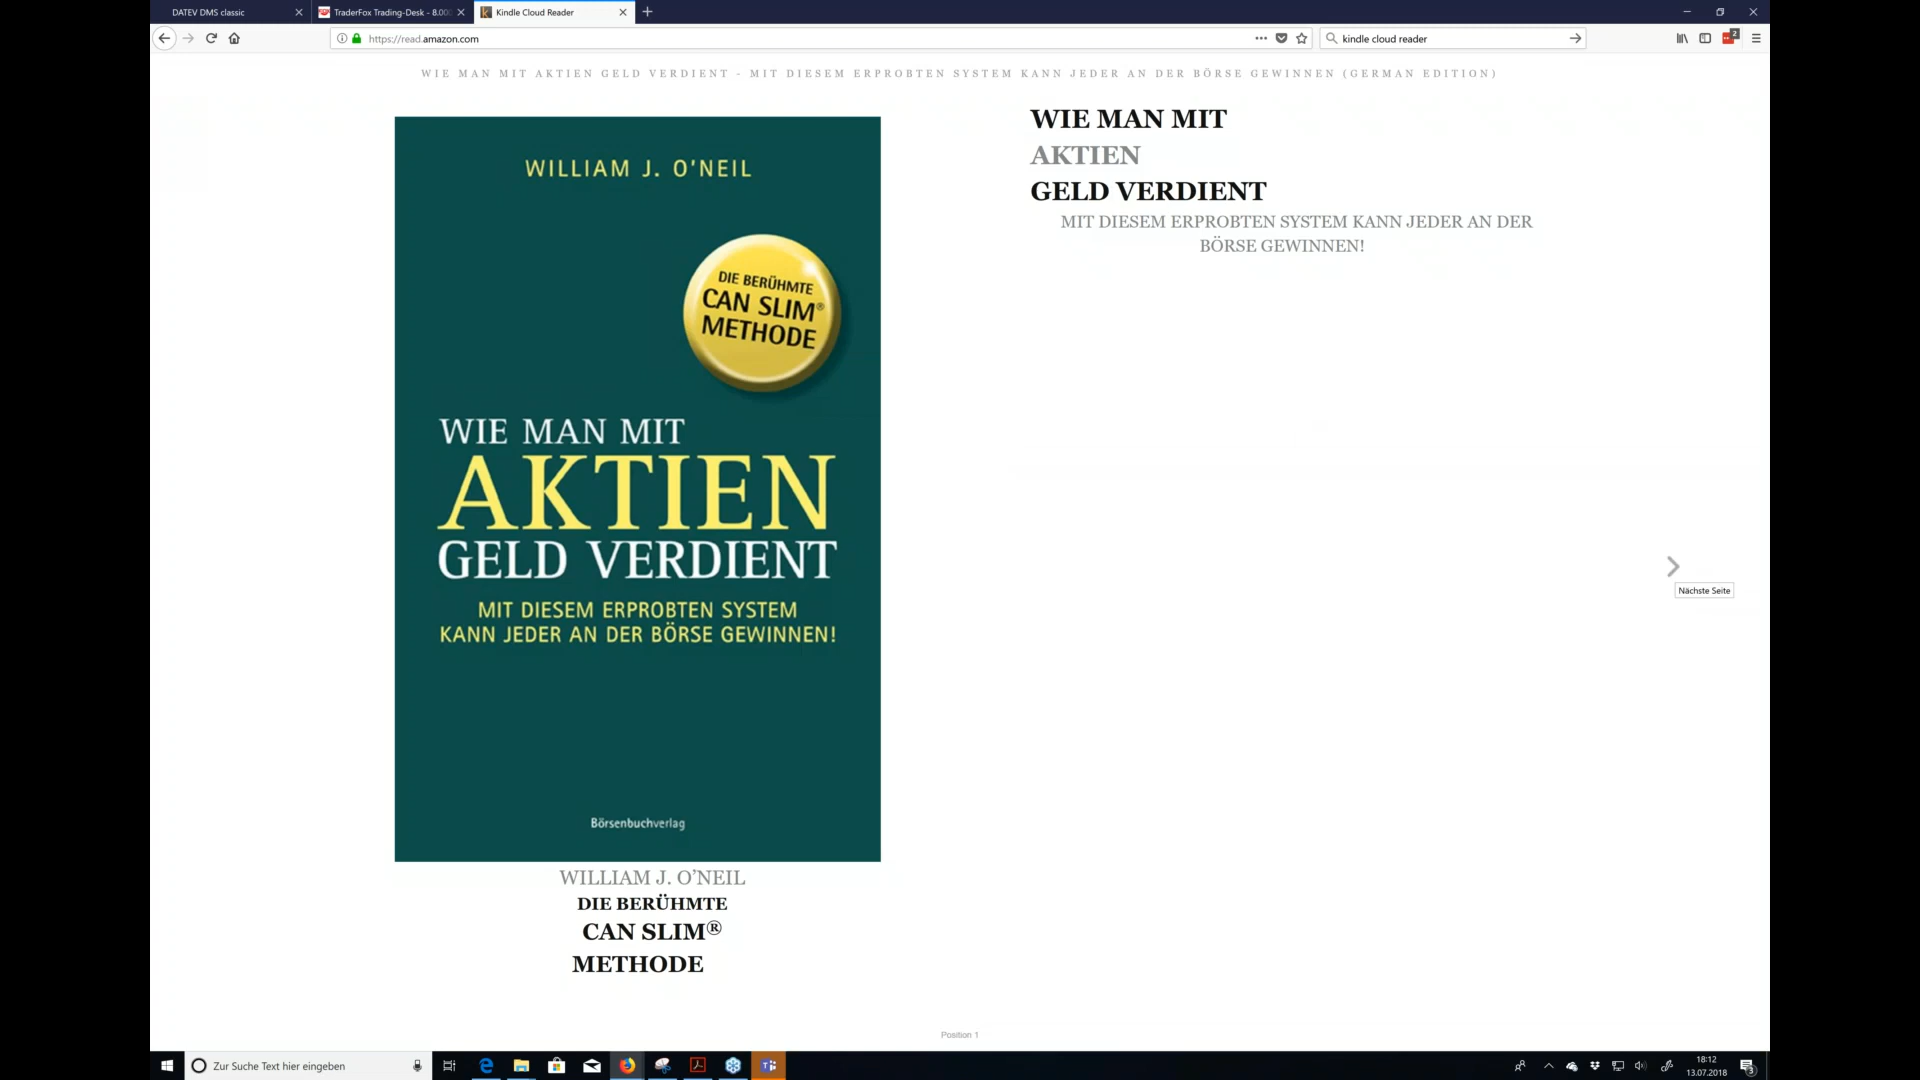 DATEV DMS classic
TraderFox Trading-Desk - 8.000
Kindle Cloud Reader
https://read.amazon.com
kindle cloud reader
2
WIE MAN MIT AKTIEN GELD VERDIENT - MIT DIESEM ERPROBTEN SYSTEM KANN JEDER AN DER BÖRSE GEWINNEN (GERMAN EDITION)
WILLIAM J. O'NEIL
DIE BERÜHMTE
CAN SLIM®
METHODE
WIE MAN MIT
AKTIEN
GELD VERDIENT
MIT DIESEM ERPROBTEN SYSTEM
KANN JEDER AN DER BÖRSE GEWINNEN!
Börsenbuchverlag
WILLIAM J. O’NEIL
DIE BERÜHMTE
CAN SLIM®
METHODE
WIE MAN MIT
AKTIEN
GELD VERDIENT
MIT DIESEM ERPROBTEN SYSTEM KANN JEDER AN DER
BÖRSE GEWINNEN!
Nächste Seite
Position 1
Zur Suche Text hier eingeben
18:12
13.07.2018
3